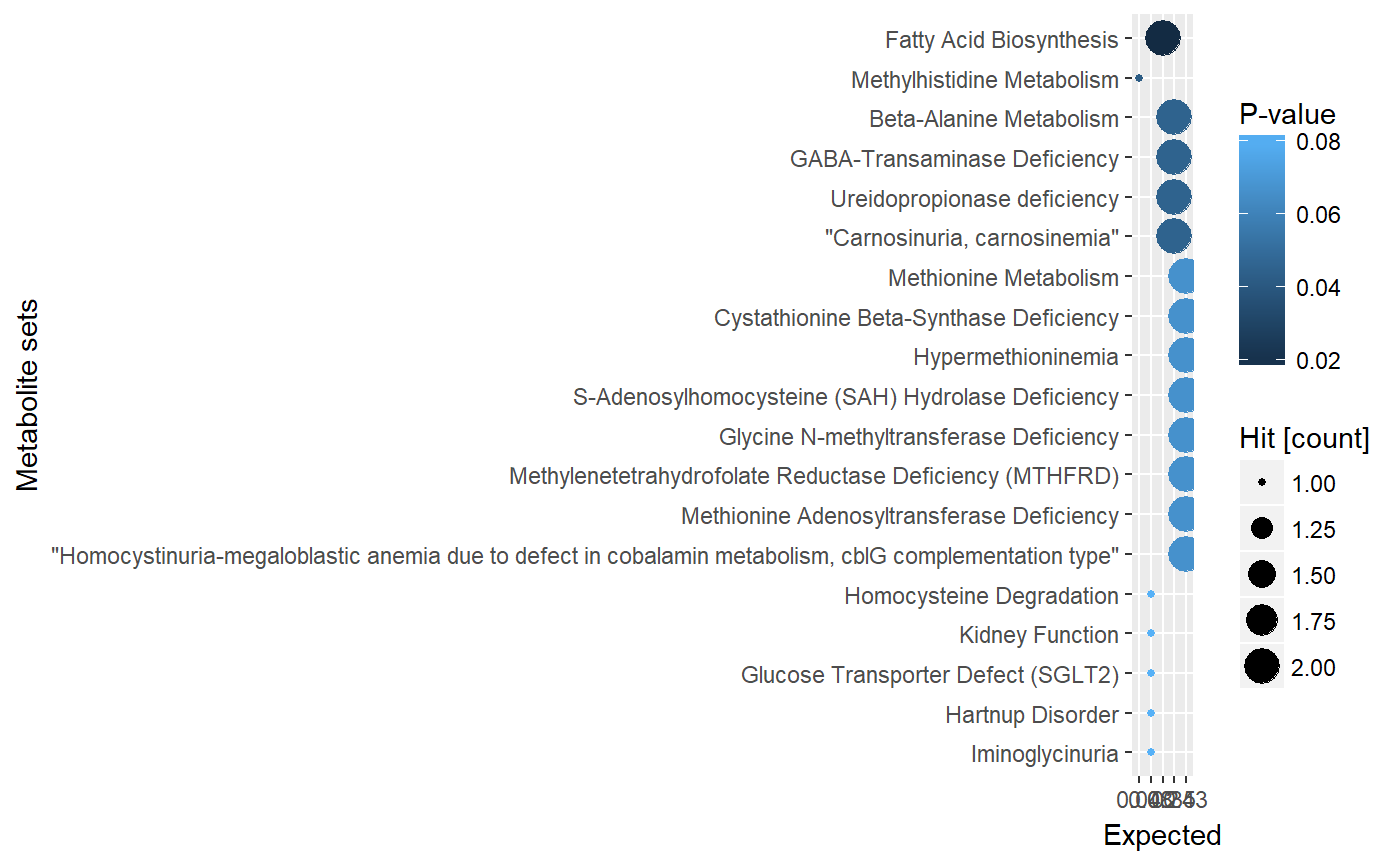 Metabolite sets
Fatty Acid Biosynthesis
Methylhistidine Metabolism
Beta-Alanine Metabolism
GABA-Transaminase Deficiency
Ureidopropionase deficiency
"Carnosinuria, carnosinemia"
Methionine Metabolism
Cystathionine Beta-Synthase Deficiency
Hypermethioninemia
S-Adenosylhomocysteine (SAH) Hydrolase Deficiency
Glycine N-methyltransferase Deficiency
Methylenetetrahydrofolate Reductase Deficiency (MTHFRD)
Methionine Adenosyltransferase Deficiency
"Homocystinuria-megaloblastic anemia due to defect in cobalamin metabolism, cblG complementation type"
Homocysteine Degradation
Kidney Function
Glucose Transporter Defect (SGLT2)
Hartnup Disorder
Iminoglycinuria
Expected
P-value
0.08
0.06
0.04
0.02
Hit [count]
1.00
1.25
1.50
1.75
2.00